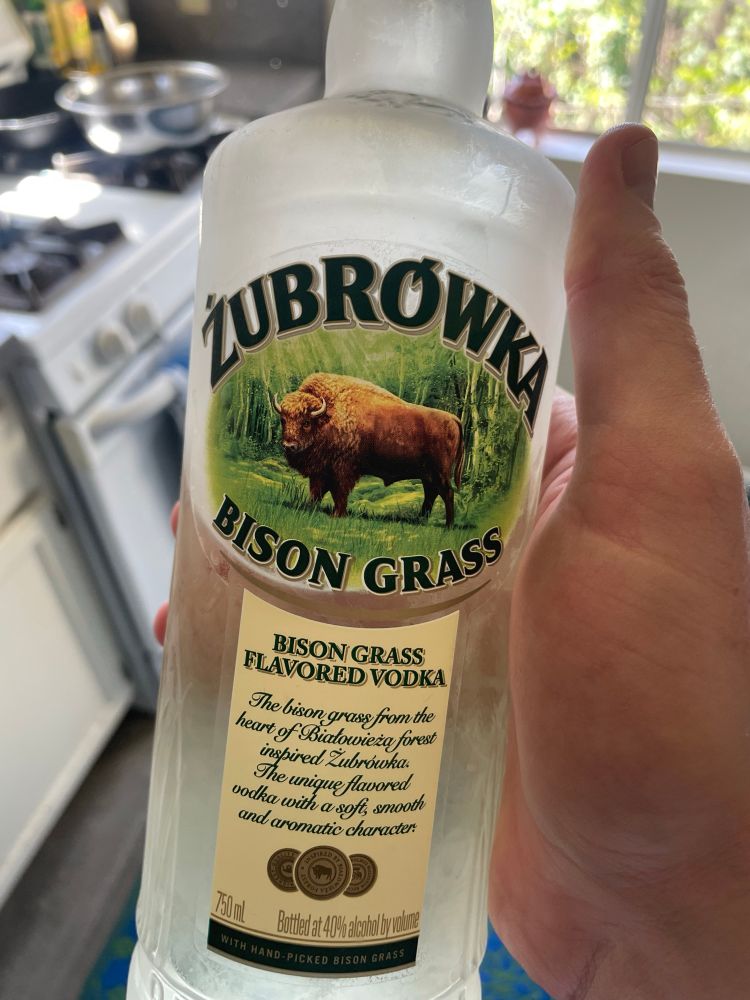 ŻUBRÓWKA
BISON GRASS
BISON GRASS
FLAVORED VODKA
The bison grass from the
heart of Białowieża forest
inspired Żubrówka.
The unique flavored
vodka with a soft, smooth
and aromatic character.
INSPIRED BY
750 mL
Bottled at 40% alcohol by volume
WITH HAND-PICKED BISON GRASS